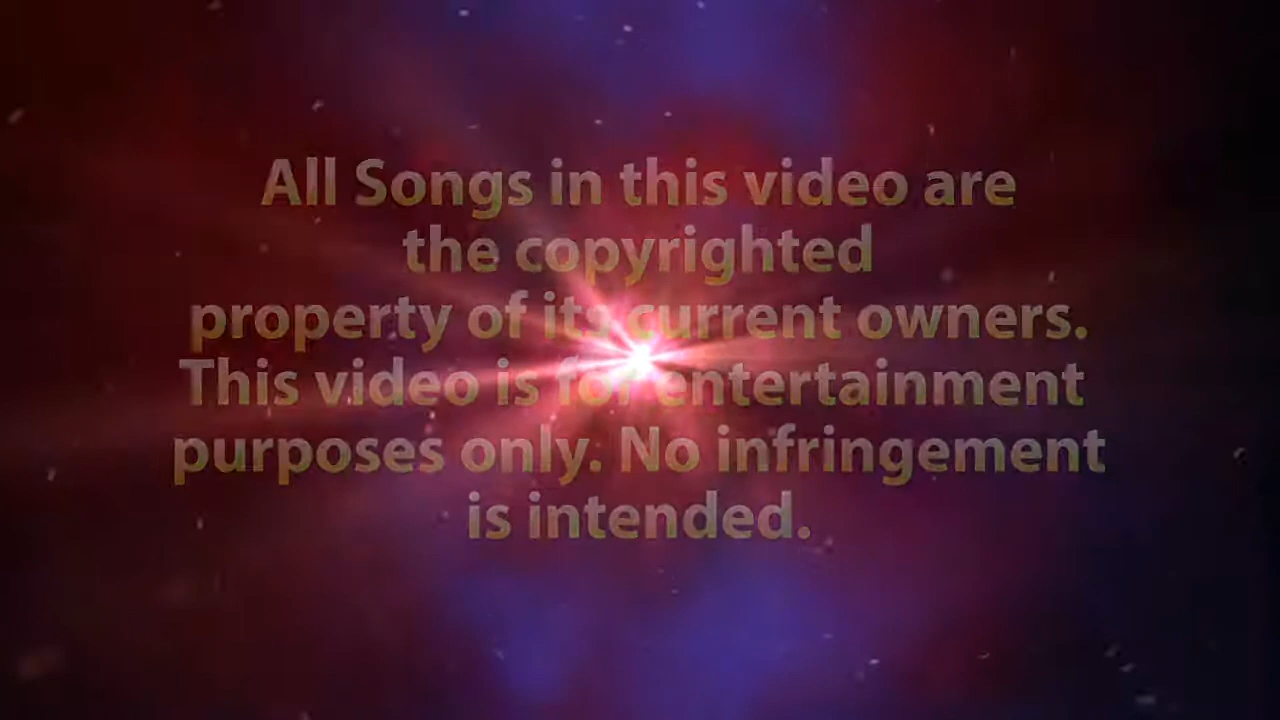 All Songs in this video are
the copyrighted
property of its current owners.
This video is for entertainment
purposes only. No infringement
is intended.